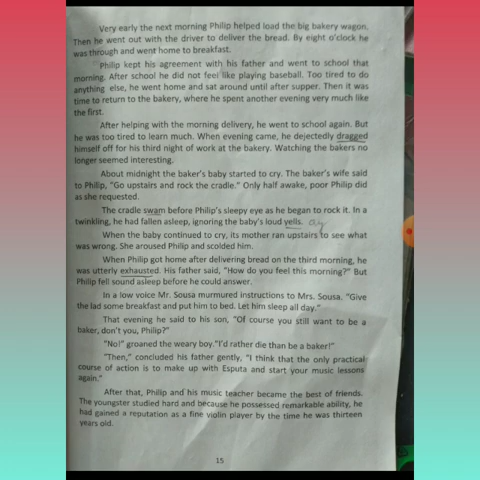 Very early the next morning Philip helped load the big bakery wagon.
Then he went out with the driver to deliver the bread. By eight o'clock he
was through and went home to breakfast.
Philip kept his agreement with his father and went to school that
morning. After school he did not feel like playing baseball. Too tired to do
anything else, he went home and sat around until after supper. Then it was
time to return to the bakery, where he spent another evening very much like
the first.
After helping with the morning delivery, he went to school again. But
he was too tired to learn much. When evening came, he dejectedly dragged
himself off for his third night of work at the bakery. Watching the bakers no
longer seemed interesting.
About midnight the baker's baby started to cry. The baker's wife said
to Philip, "Go upstairs and rock the cradle." Only half awake, poor Philip did
as she requested.
The cradle swam before Philip's sleepy eye as he began to rock it. In a
twinkling, he had fallen asleep, ignoring the baby's loud yells.
When the baby continued to cry, its mother ran upstairs to see what
was wrong. She aroused Philip and scolded him.
When Philip got home after delivering bread on the third morning, he
was utterly exhausted. His father said, "How do you feel this morning?" But
Philip fell sound asleep before he could answer.
In a low voice Mr. Sousa murmured instructions to Mrs. Sousa. "Give
the lad some breakfast and put him to bed. Let him sleep all day."
That evening he said to his son, "Of course you still want to be a
baker, don't you, Philip?"
"No!" groaned the weary boy."I'd rather die than be a baker!"
"Then," concluded his father gently, "I think that the only practical
course of action is to make up with Esputa and start your music lessons
again."
After that, Philip and his music teacher became the best of friends.
The youngster studied hard and because he possessed remarkable ability, he
had gained a reputation as a fine violin player by the time he was thirteen
years old.
15